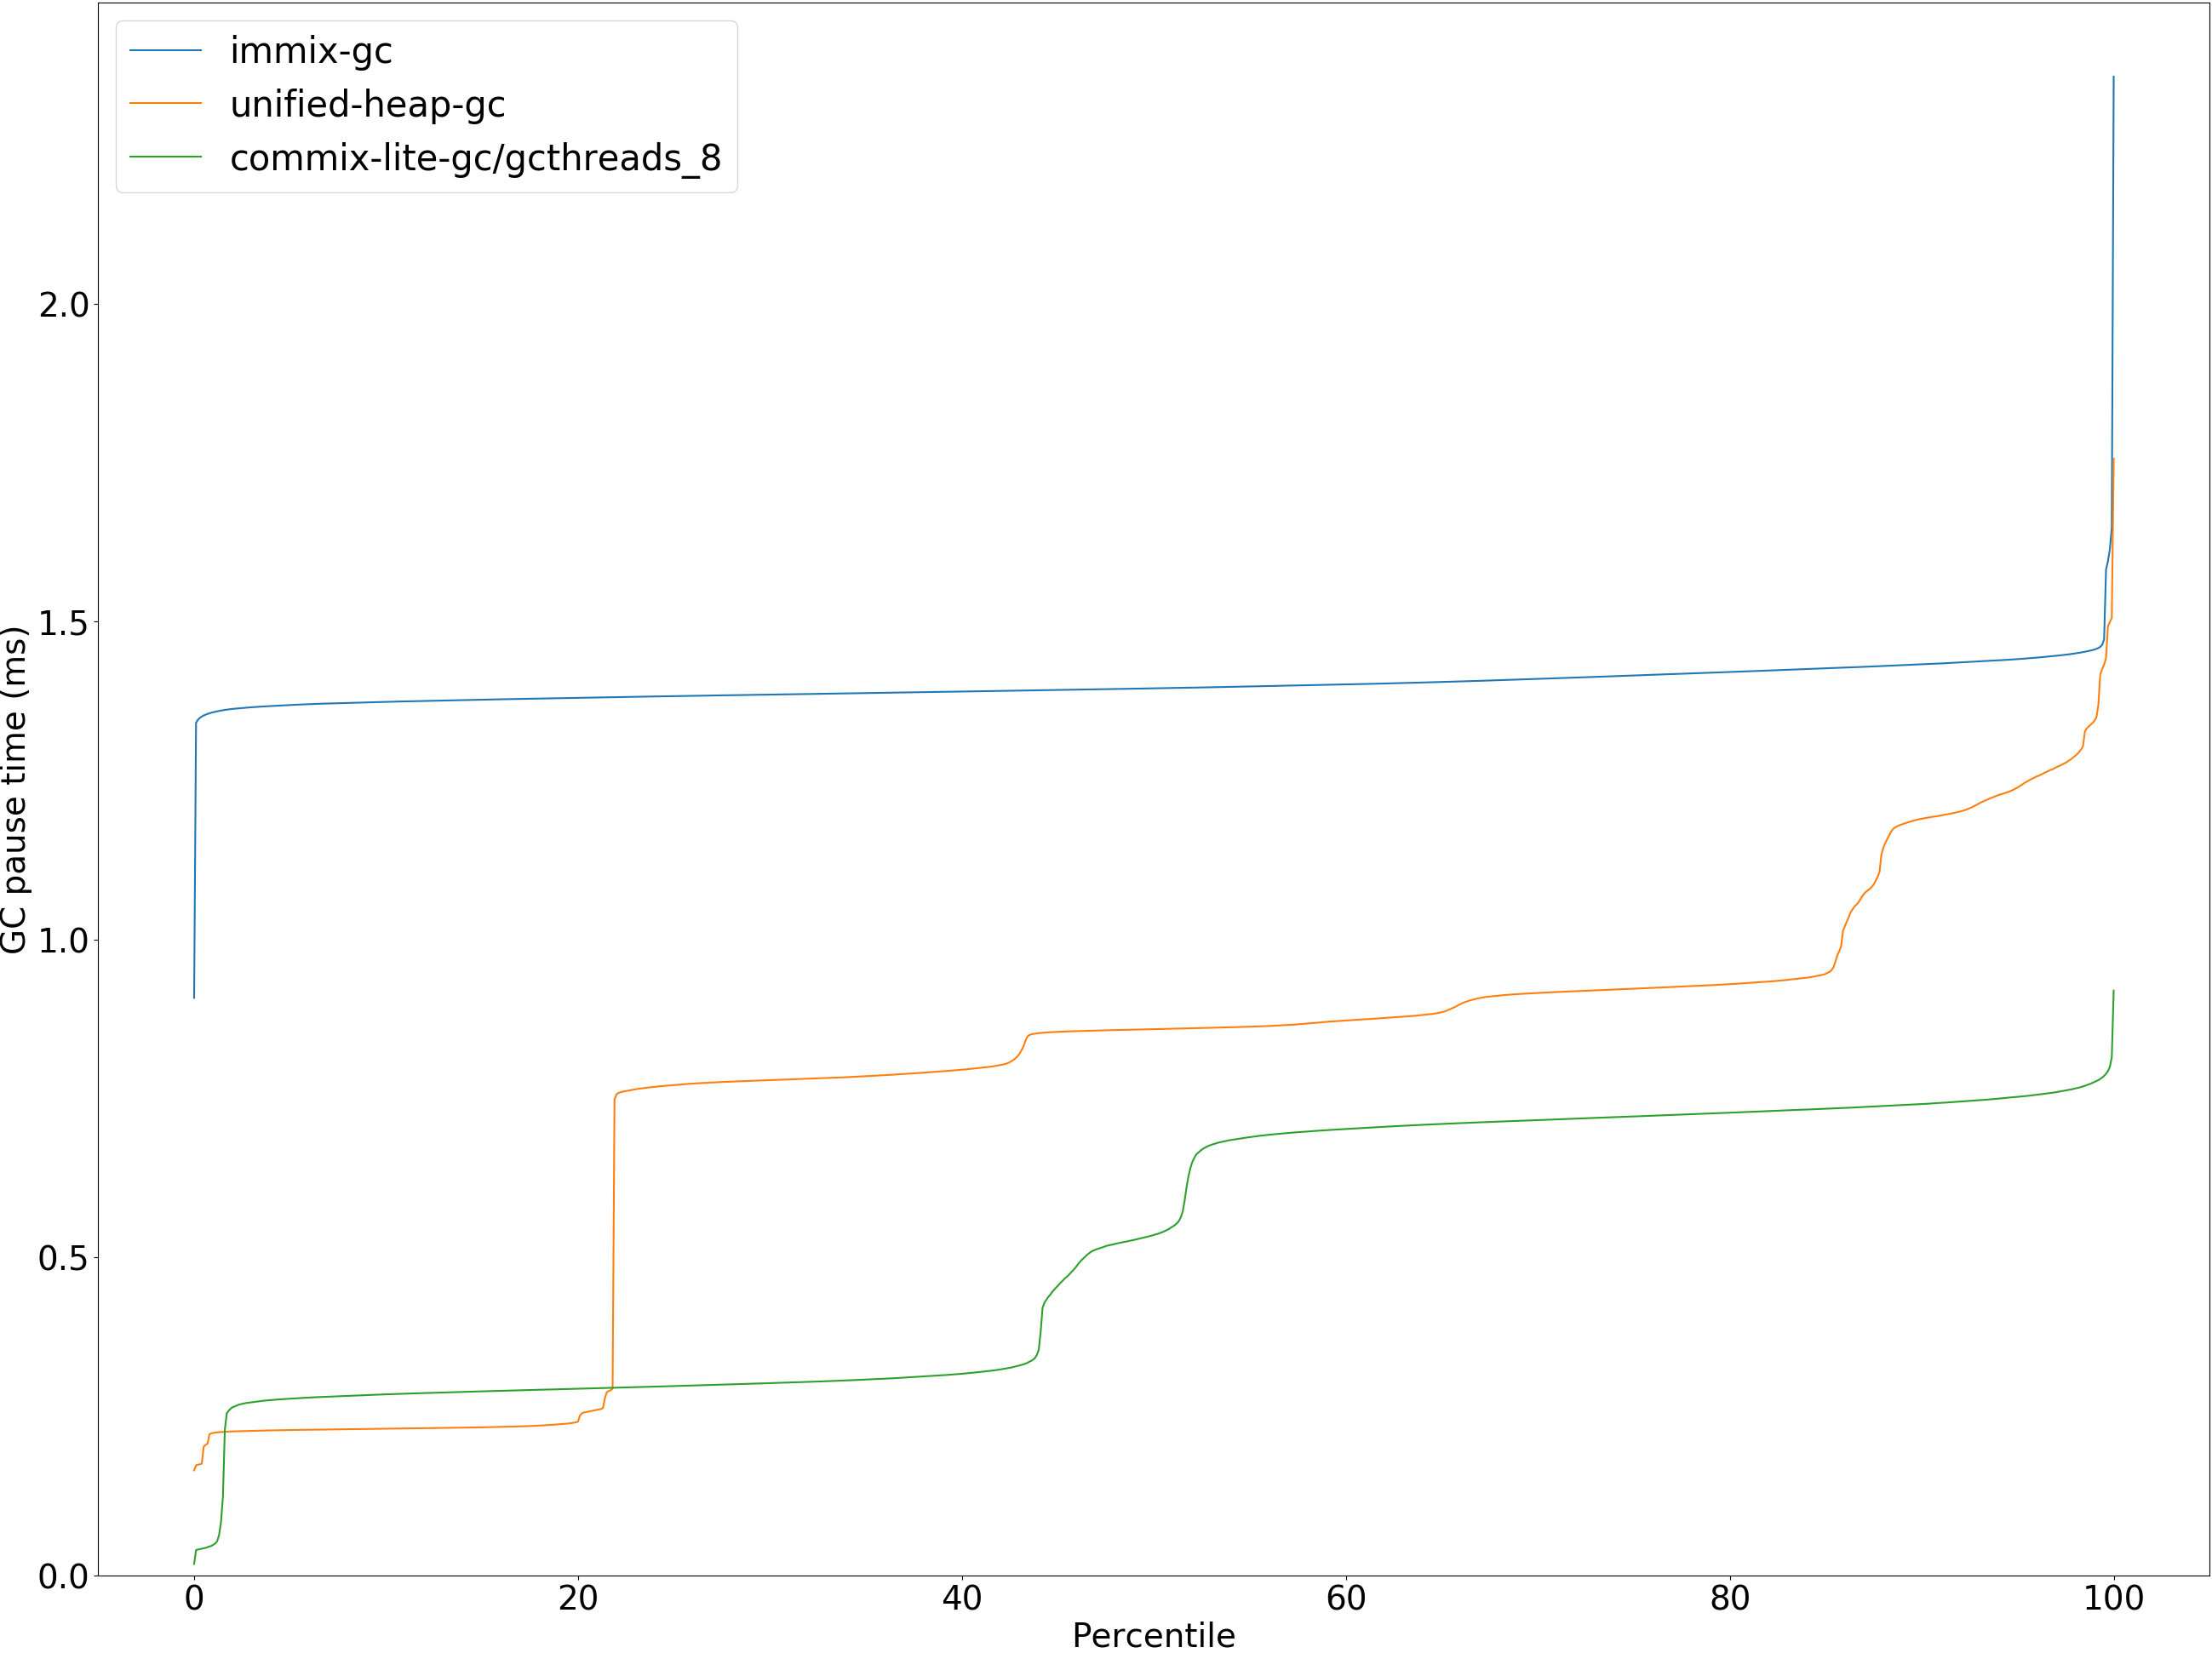 immix-gc
unified-heap-gc
commix-lite-gc/gcthreads_8
GC pause time (ms)
2.0
1.5
1.0
0.5
0.0
0 20 40 60 80 100
Percentile